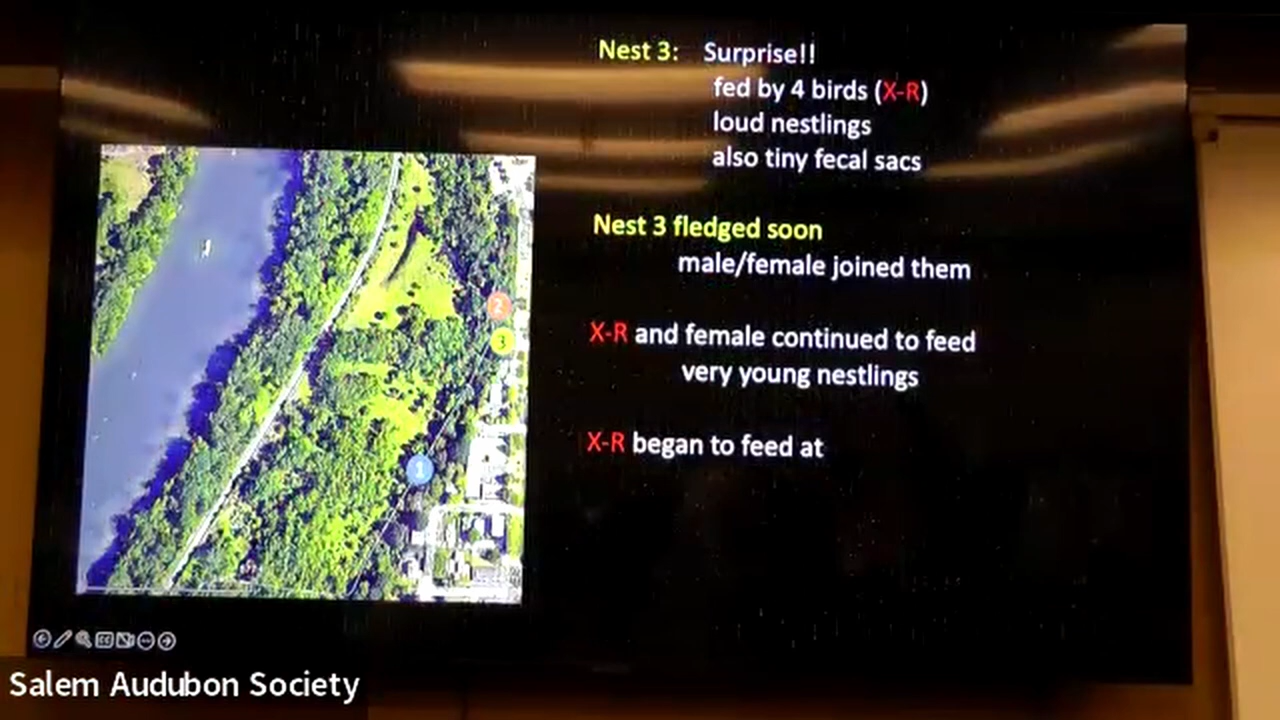 Nest 3: Surprise!!
fed by 4 birds (X-R)
loud nestlings
also tiny fecal sacs
Nest 3 fledged soon
male/female joined them
X-R and female continued to feed
very young nestlings
X-R began to feed at
2
3
1
Salem Audubon Society